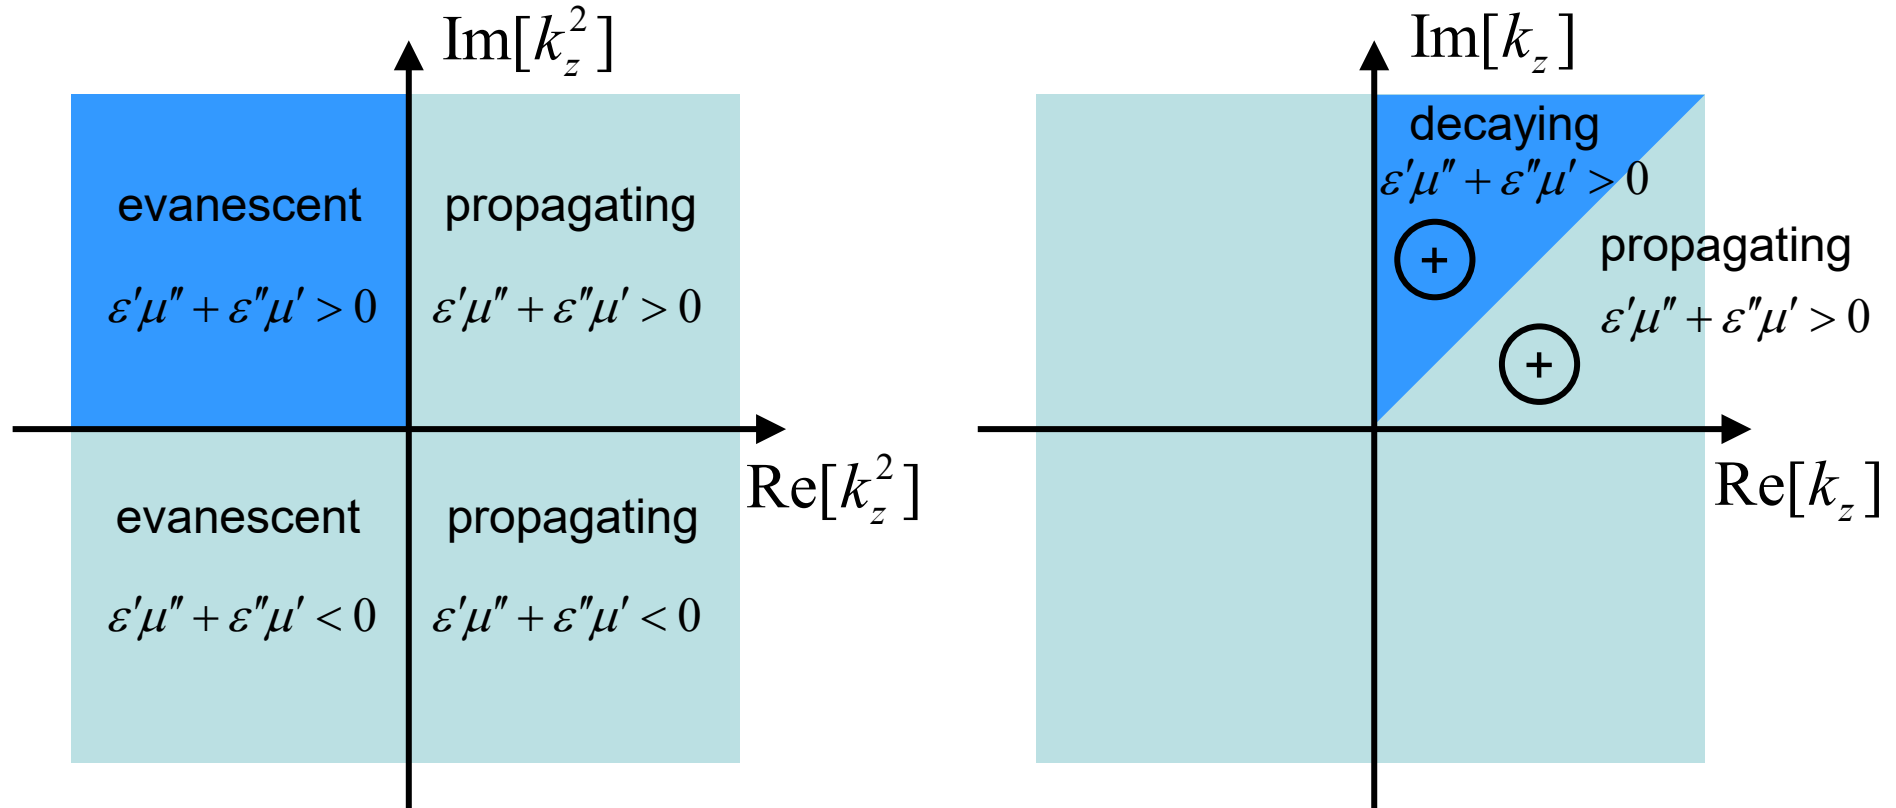 Im[k_z^2]
evanescent
propagating
ε′μ″ + ε″μ′ > 0
ε′μ″ + ε″μ′ > 0
Re[k_z^2]
evanescent
propagating
ε′μ″ + ε″μ′ < 0
ε′μ″ + ε″μ′ < 0
Im[k_z]
decaying
ε′μ″ + ε″μ′ > 0
+
propagating
ε′μ″ + ε″μ′ > 0
+
Re[k_z]